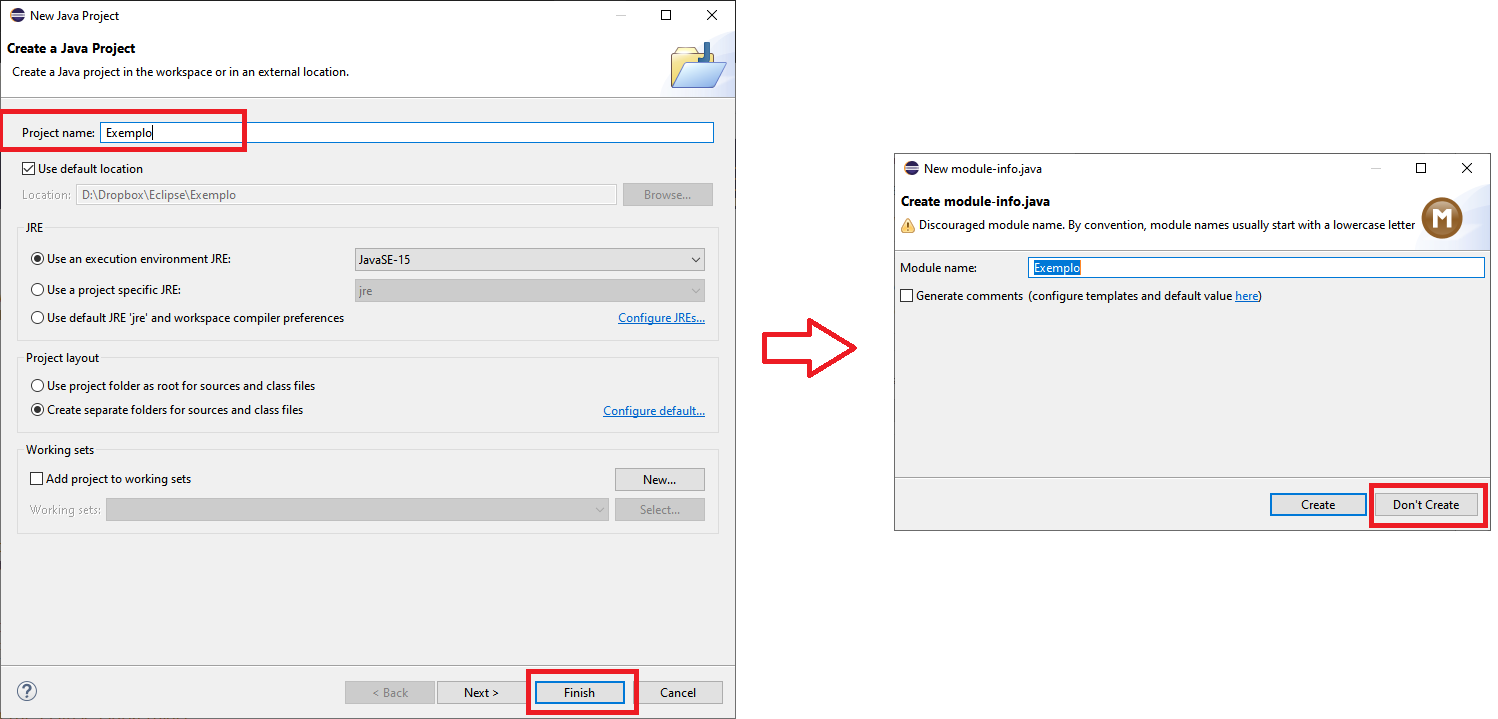 New Java Project
Create a Java Project
Create a Java project in the workspace or in an external location.
Project name: Exemplo
Use default location
Location: D:\Dropbox\Eclipse\Exemplo Browse...
JRE
Use an execution environment JRE: JavaSE-15
Use a project specific JRE: jre
Use default JRE 'jre' and workspace compiler preferences Configure JREs...
Project layout
Use project folder as root for sources and class files
Create separate folders for sources and class files Configure default...
Working sets
Add project to working sets New...
Working sets: Select...
? < Back Next > Finish Cancel
New module-info.java
Create module-info.java
Discouraged module name. By convention, module names usually start with a lowercase letter
M
Module name: Exemplo
Generate comments (configure templates and default value here)
Create Don't Create